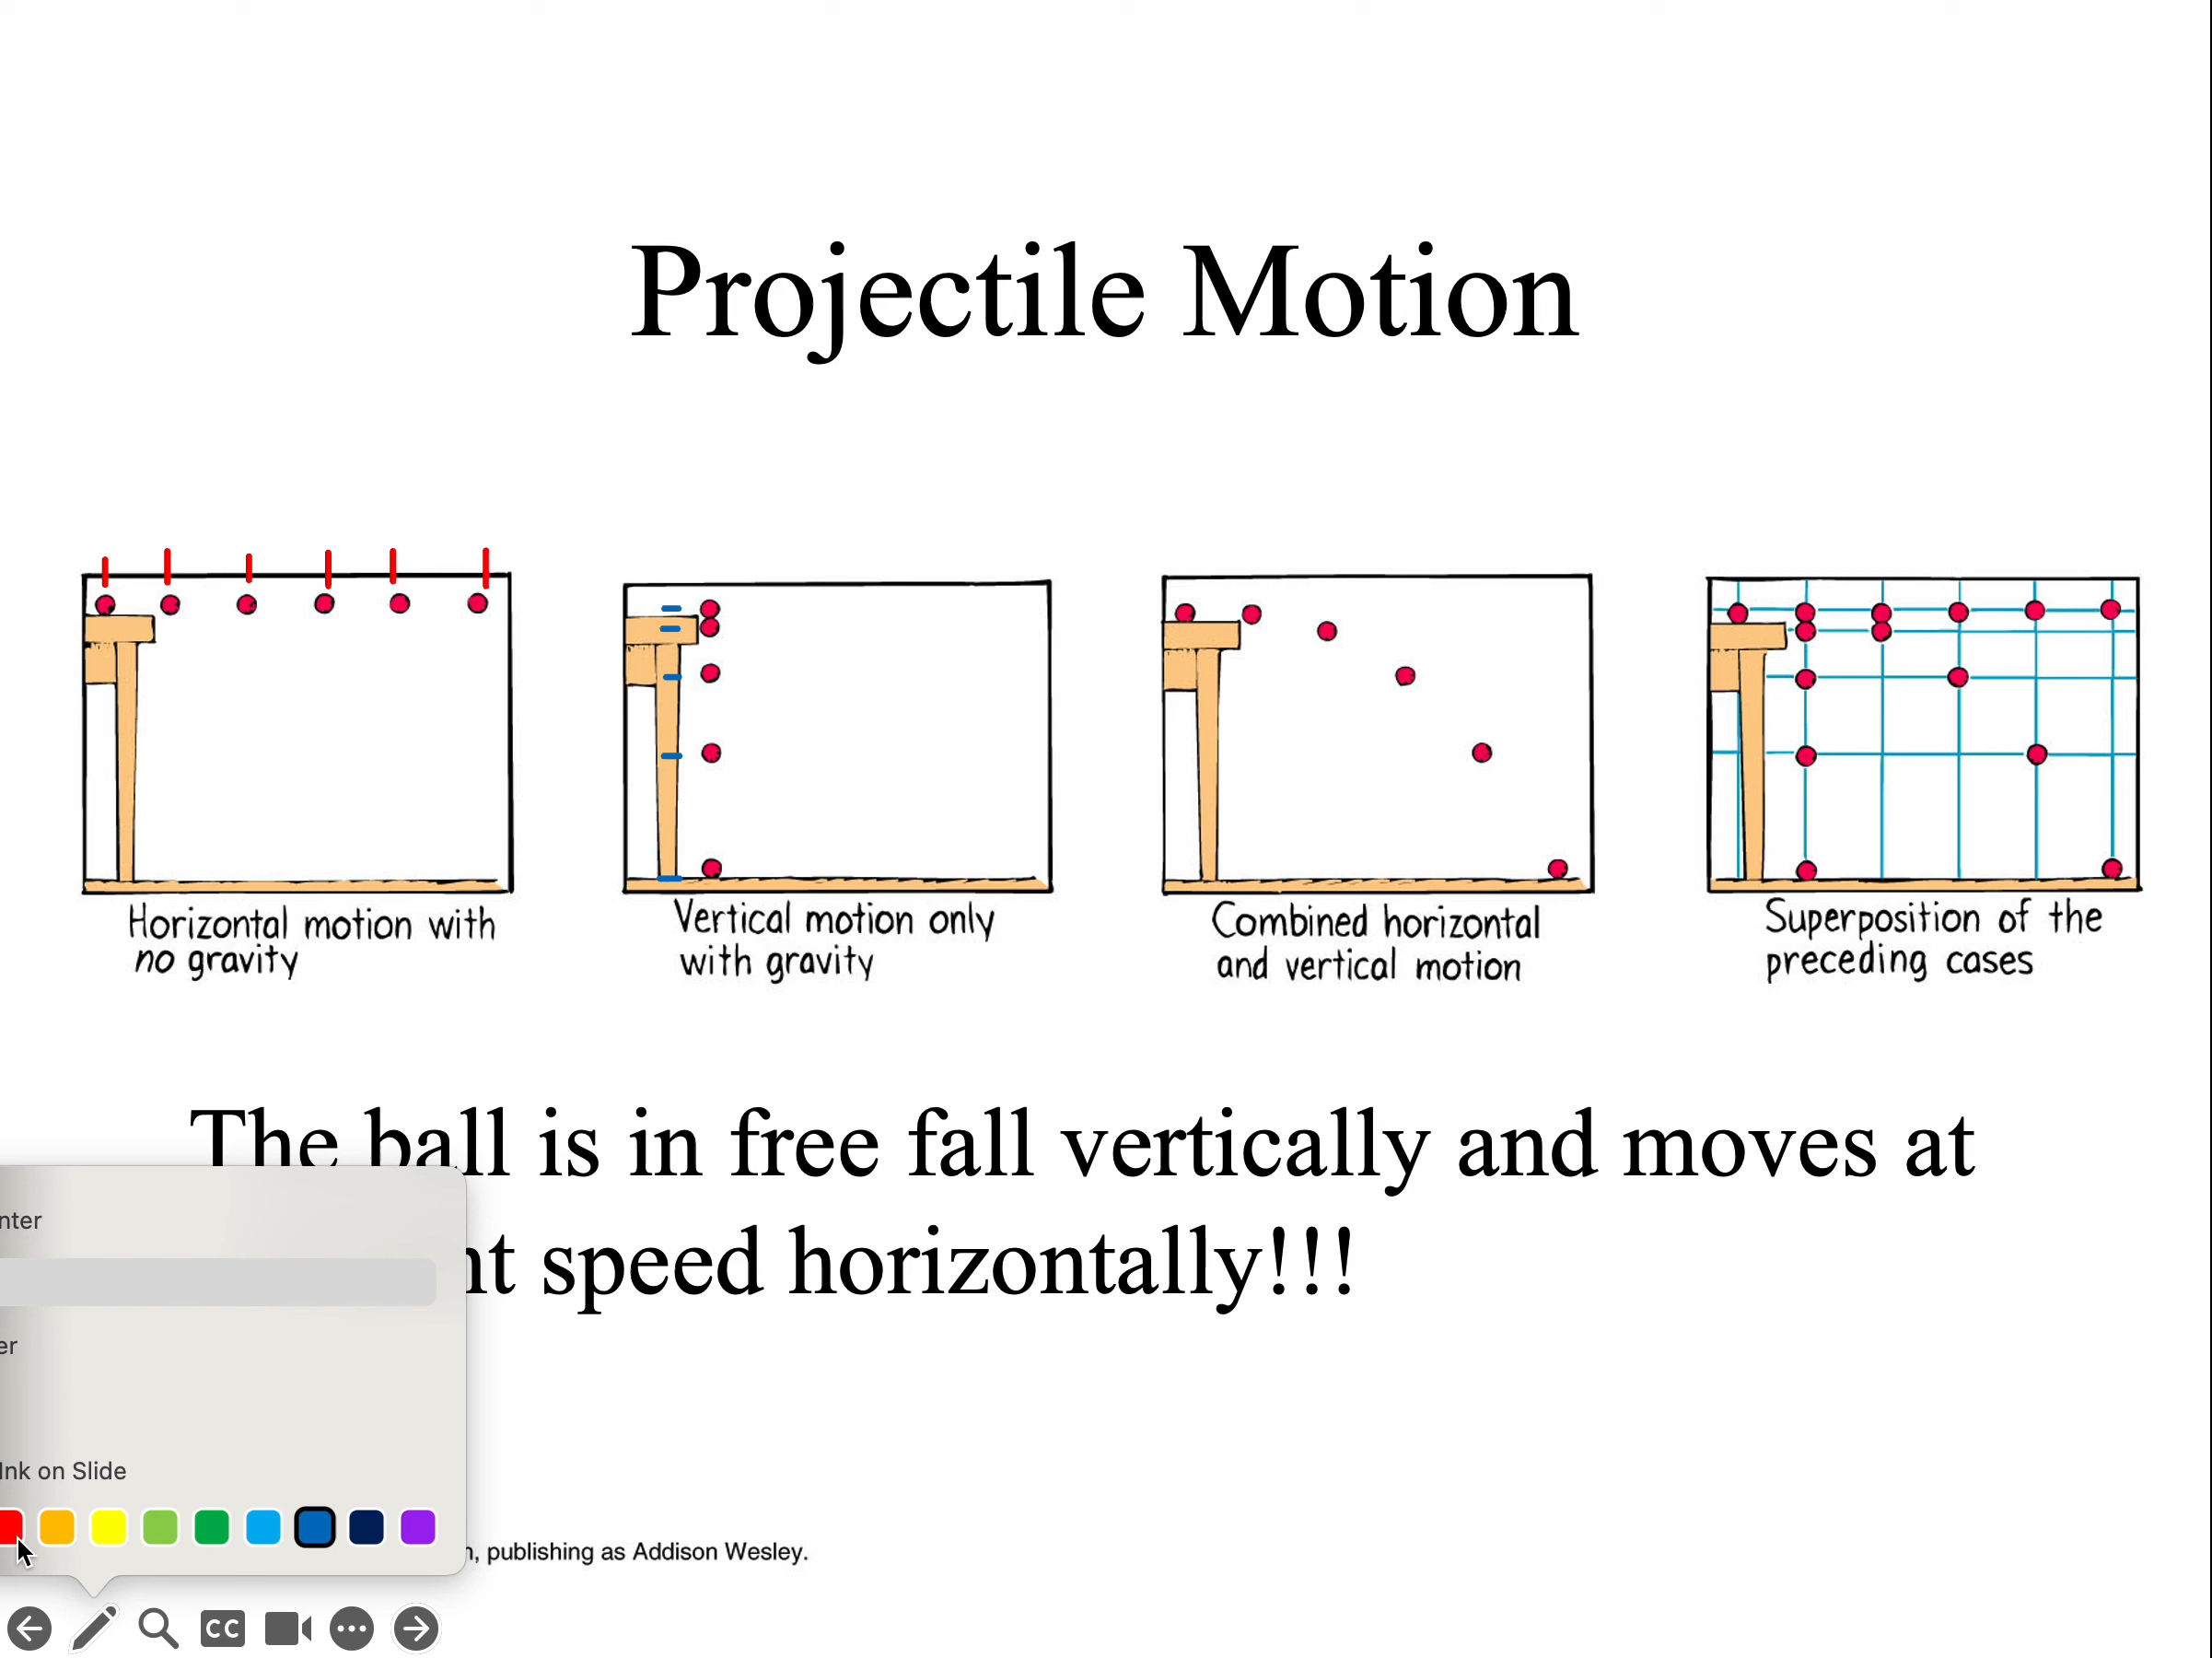 Projectile Motion
Horizontal motion with
no gravity
Vertical motion only
with gravity
Combined horizontal
and vertical motion
Superposition of the
preceding cases
The ball is in free fall vertically and moves at
nt speed horizontally!!!
nter
er
Ink on Slide
, publishing as Addison Wesley.
CC